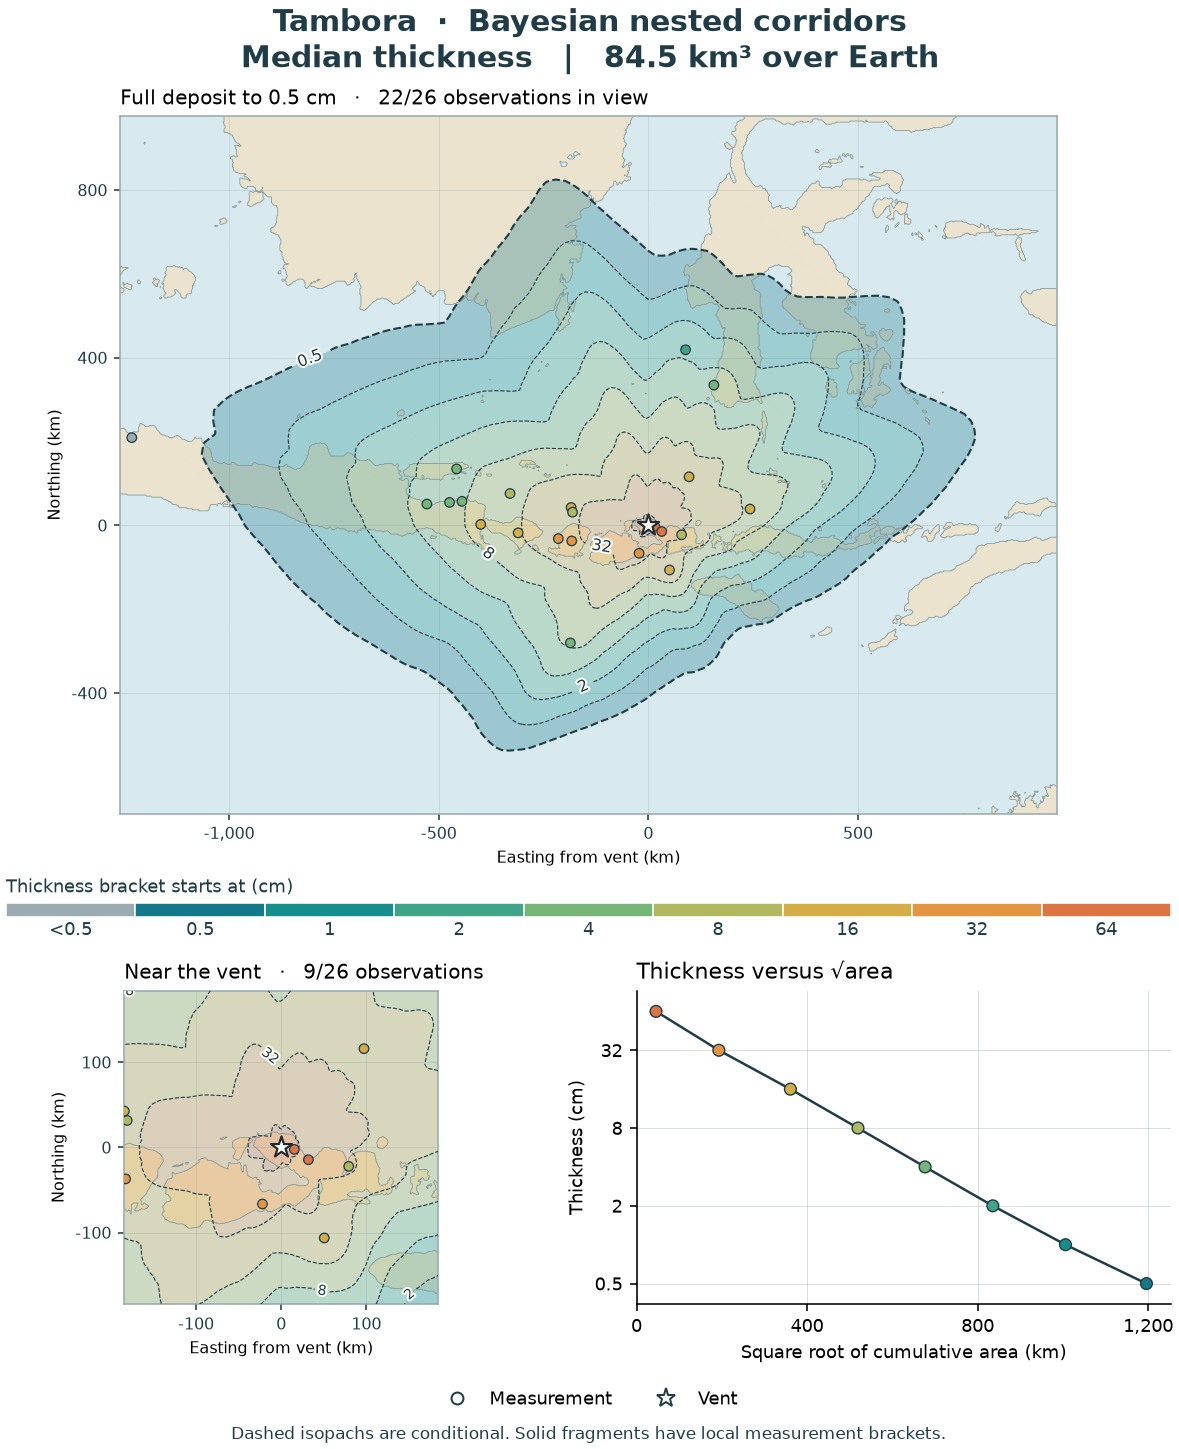 Tambora · Bayesian nested corridors
Median thickness | 84.5 km³ over Earth
Full deposit to 0.5 cm · 22/26 observations in view
800
400
0
-400
Northing (km)
0.5
8
32
2
-1,000 -500 0 500
Easting from vent (km)
Thickness bracket starts at (cm)
<0.5 0.5 1 2 4 8 16 32 64
Near the vent · 9/26 observations
100
0
-100
Northing (km)
32
8
2
-100 0 100
Easting from vent (km)
Thickness versus √area
32
8
2
0.5
Thickness (cm)
0 400 800 1,200
Square root of cumulative area (km)
Measurement Vent
Dashed isopachs are conditional. Solid fragments have local measurement brackets.